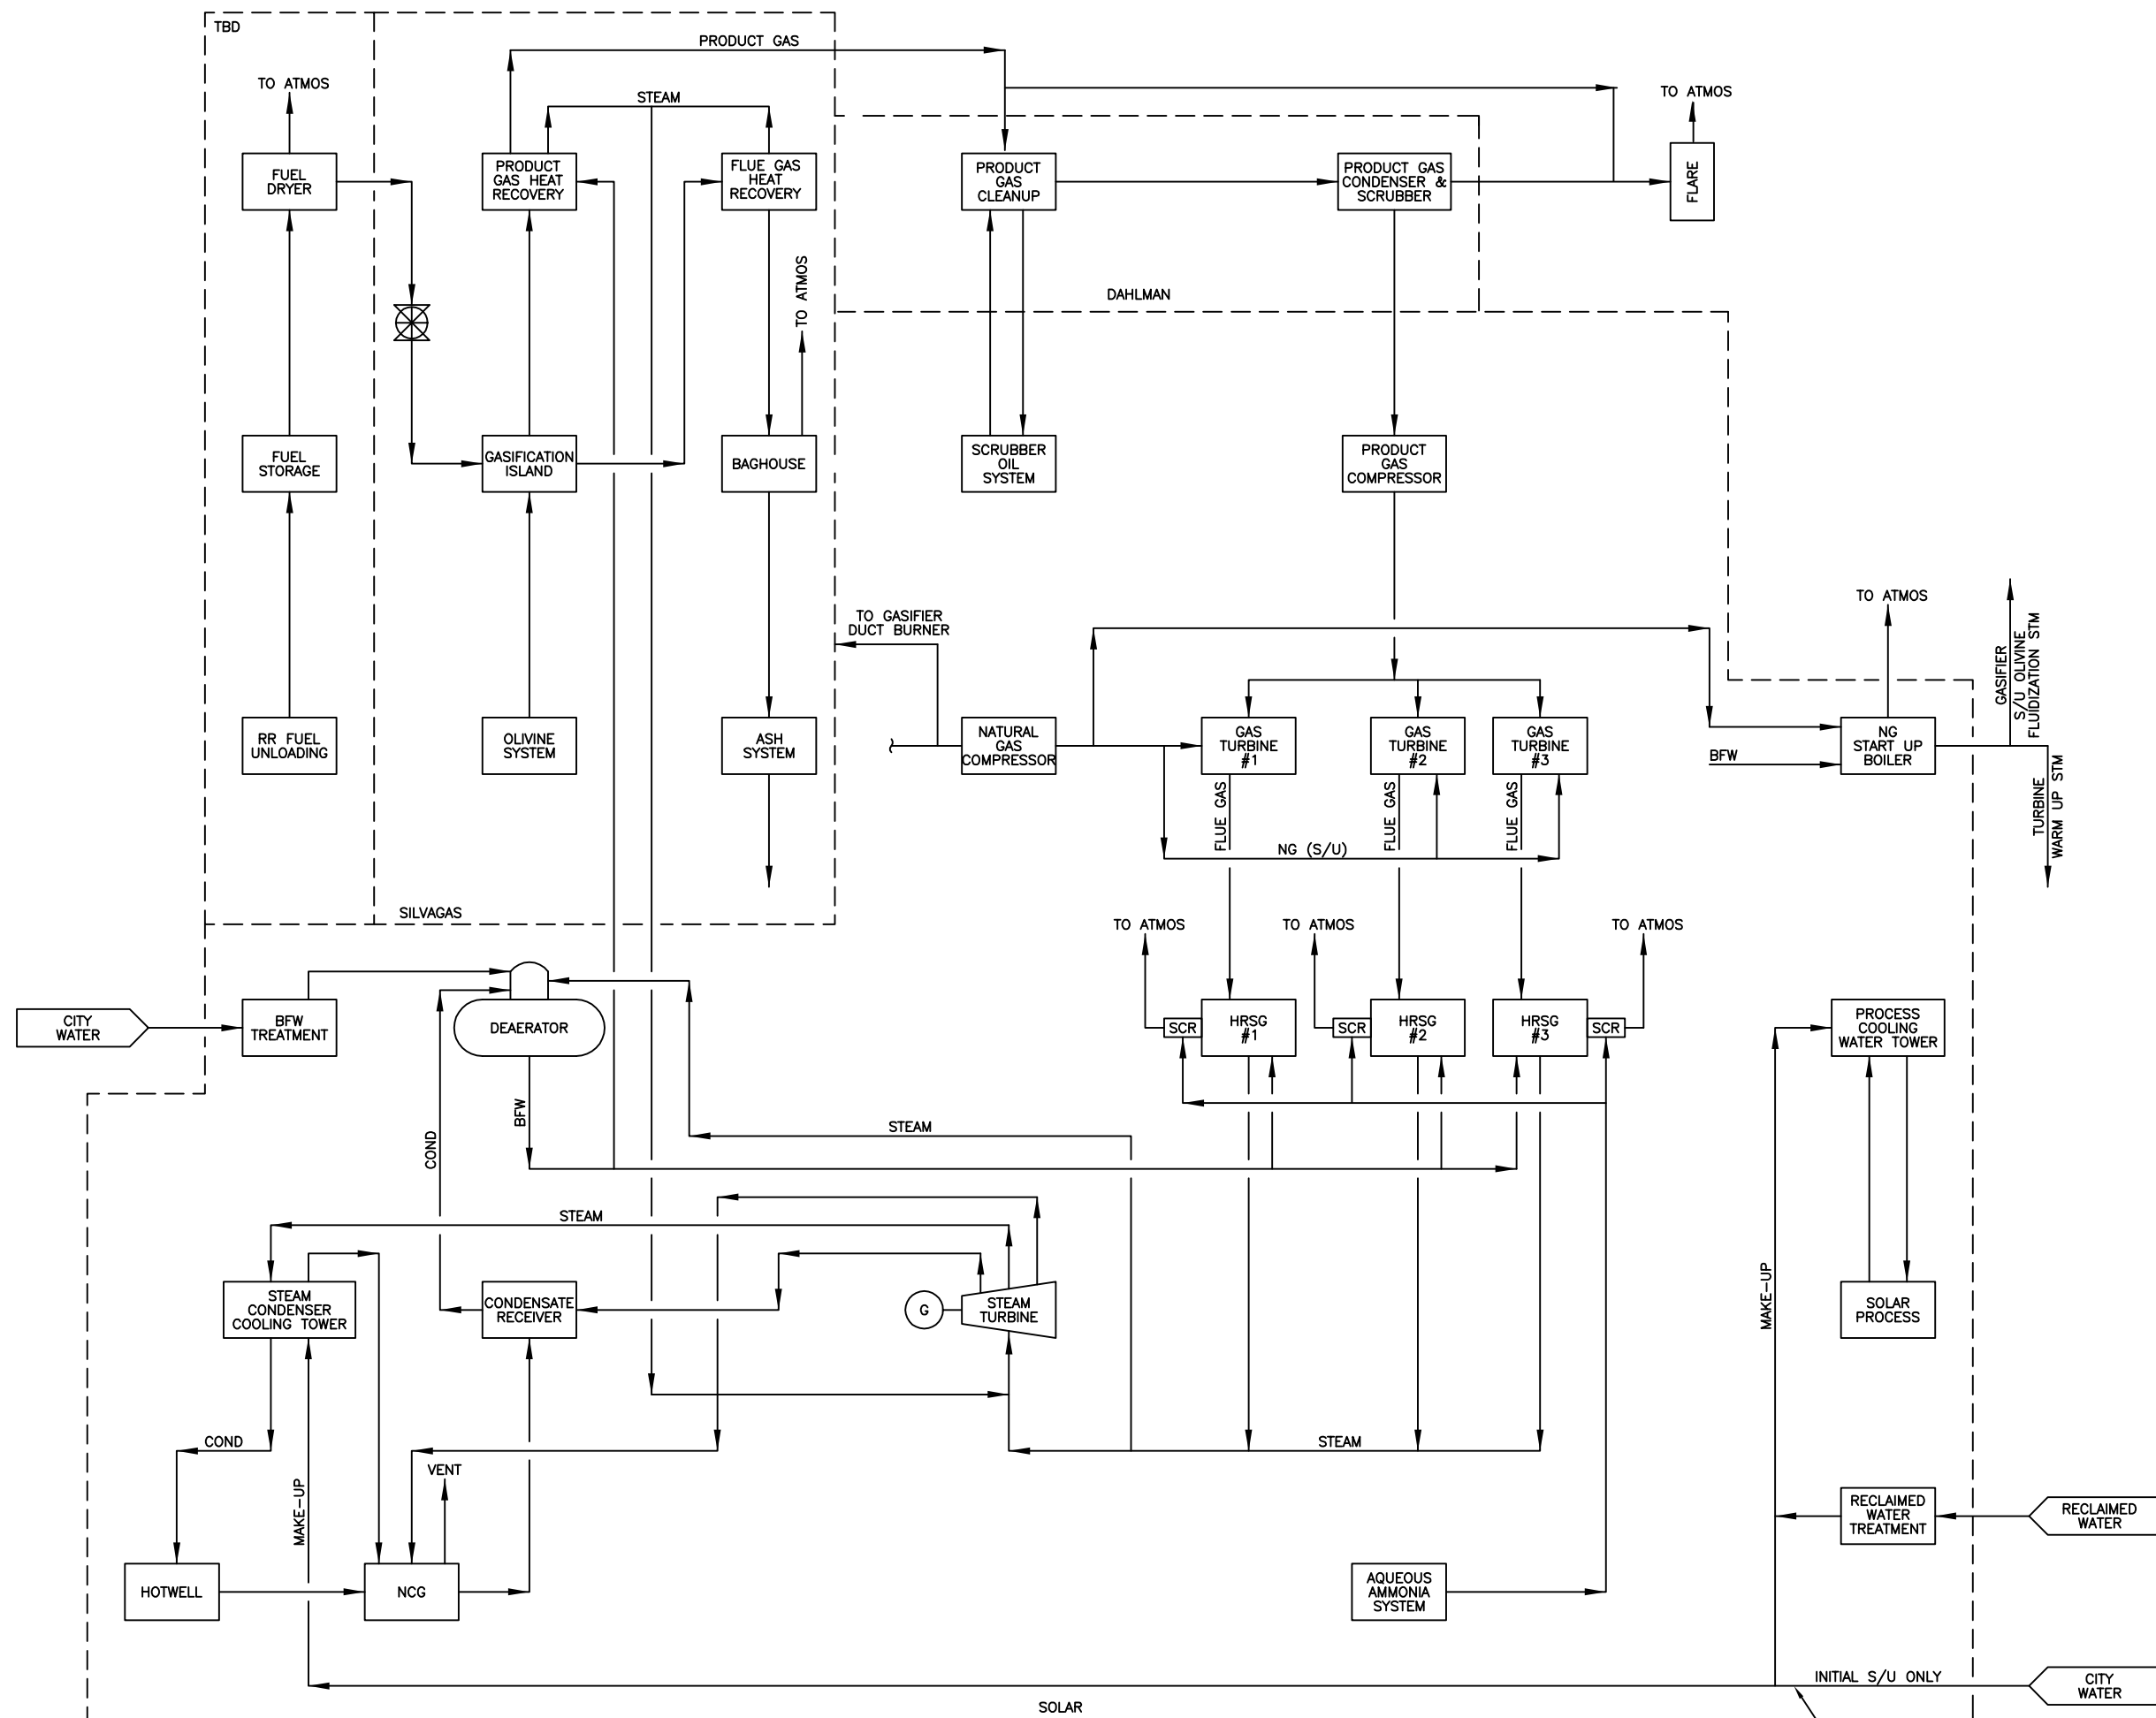 TBD
PRODUCT GAS
TO ATMOS
STEAM
TO ATMOS
FUEL
DRYER
PRODUCT
GAS HEAT
RECOVERY
FLUE GAS
HEAT
RECOVERY
PRODUCT
GAS
CLEANUP
PRODUCT GAS
CONDENSER &
SCRUBBER
FLARE
TO ATMOS
DAHLMAN
FUEL
STORAGE
GASIFICATION
ISLAND
BAGHOUSE
SCRUBBER
OIL
SYSTEM
PRODUCT
GAS
COMPRESSOR
TO GASIFIER
DUCT BURNER
TO ATMOS
GASIFIER
S/U OLIVINE
FLUIDIZATION STM
RR FUEL
UNLOADING
OLIVINE
SYSTEM
ASH
SYSTEM
NATURAL
GAS
COMPRESSOR
GAS
TURBINE
#1
GAS
TURBINE
#2
GAS
TURBINE
#3
BFW
NG
START UP
BOILER
TURBINE
WARM UP STM
FLUE GAS
FLUE GAS
FLUE GAS
NG (S/U)
SILVAGAS
TO ATMOS
TO ATMOS
TO ATMOS
CITY
WATER
BFW
TREATMENT
DEAERATOR
SCR
HRSG
#1
SCR
HRSG
#2
HRSG
#3
SCR
PROCESS
COOLING
WATER TOWER
BFW
COND
STEAM
STEAM
STEAM
CONDENSER
COOLING TOWER
CONDENSATE
RECEIVER
G
STEAM
TURBINE
MAKE-UP
SOLAR
PROCESS
COND
STEAM
VENT
MAKE-UP
RECLAIMED
WATER
TREATMENT
RECLAIMED
WATER
HOTWELL
NCG
AQUEOUS
AMMONIA
SYSTEM
INITIAL S/U ONLY
CITY
WATER
SOLAR